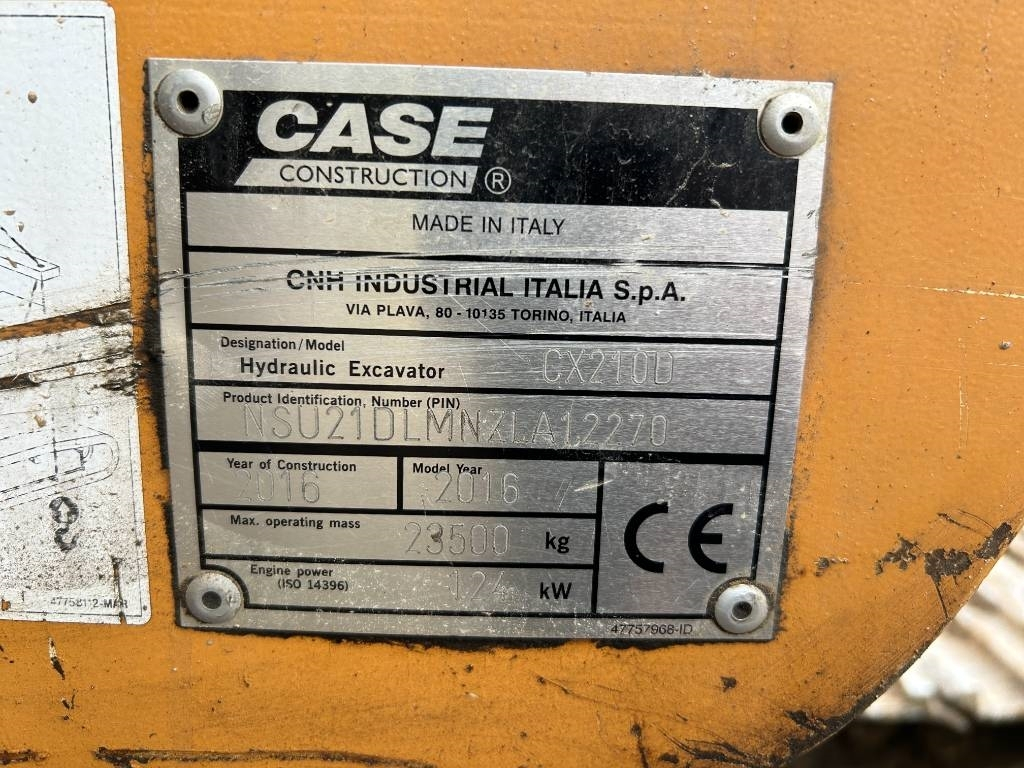 CASE
CONSTRUCTION ®
MADE IN ITALY
CNH INDUSTRIAL ITALIA S.p.A.
VIA PLAVA, 80 - 10135 TORINO, ITALIA
Designation/Model
Hydraulic Excavator CX210D
Product Identification, Number (PIN)
NSU21DLMNZLA12270
Year of Construction Model Year
2016 2016
Max. operating mass 23500 kg
Engine power
(ISO 14396) 124 kW
CE
47757968-ID
47758112-MAR